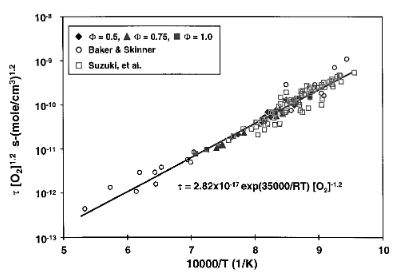 10-8
10-9
10-10
10-11
10-12
10-13
τ [O2]1.2 s-(mole/cm3)1.2
Φ = 0.5, Φ = 0.75, Φ = 1.0
Baker & Skinner
Suzuki, et al.
τ = 2.82x10-17 exp(35000/RT) [O2]-1.2
5 6 7 8 9 10
10000/T (1/K)